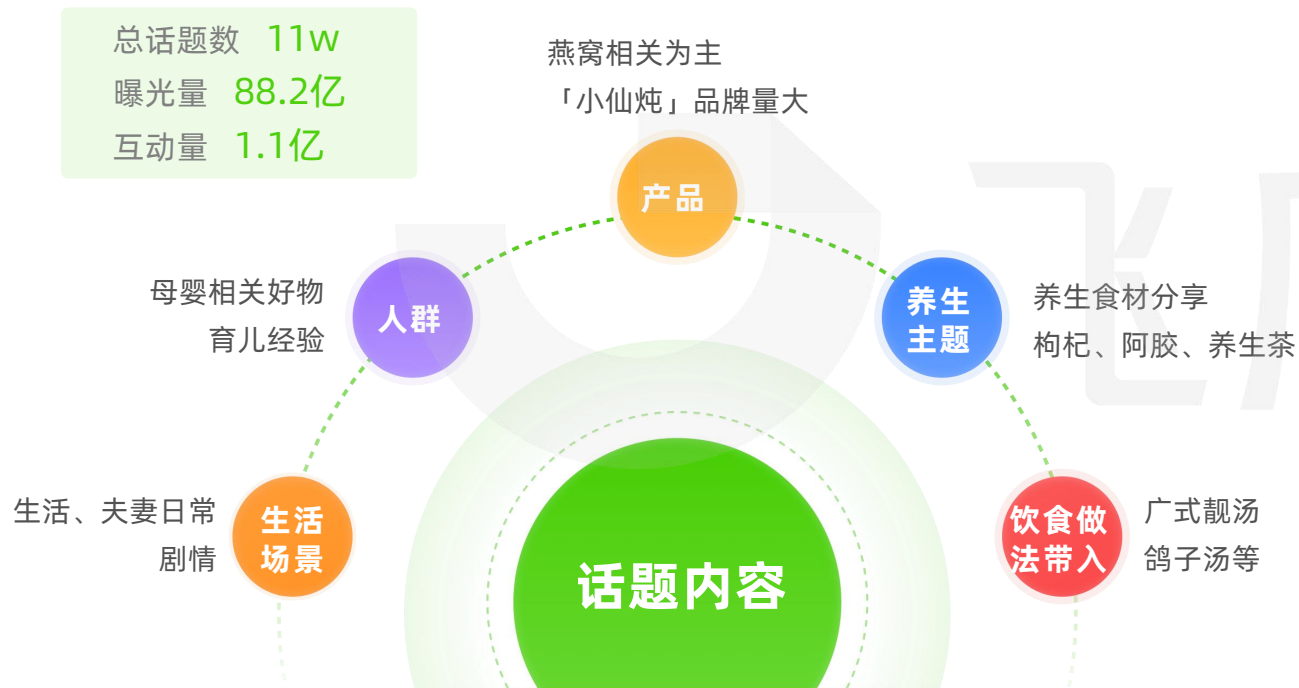 总话题数 11w
曝光量 88.2亿
互动量 1.1亿
燕窝相关为主
「小仙炖」品牌量大
产品
母婴相关好物
育儿经验
人群
养生
主题
养生食材分享
枸杞、阿胶、养生茶
生活、夫妻日常
剧情
生活
场景
饮食做
法带入
广式靓汤
鸽子汤等
话题内容
飞